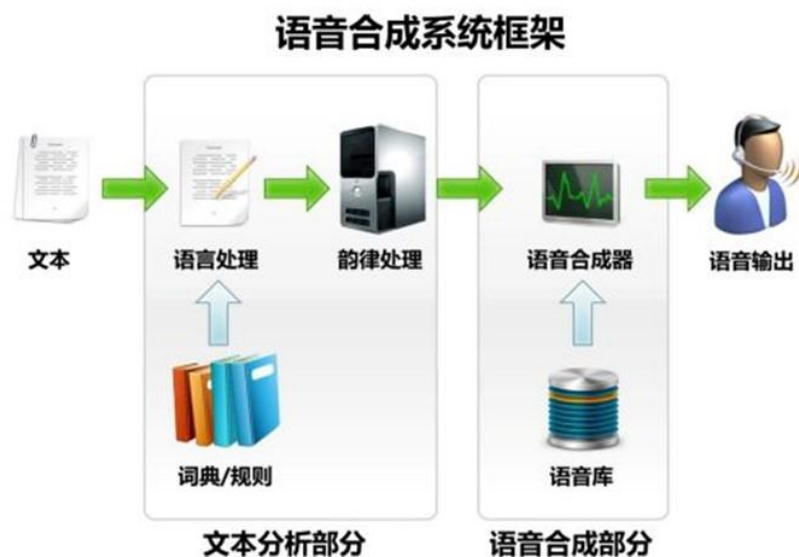 语音合成系统框架
文本
语言处理
韵律处理
语音合成器
语音输出
词典/规则
语音库
文本分析部分
语音合成部分